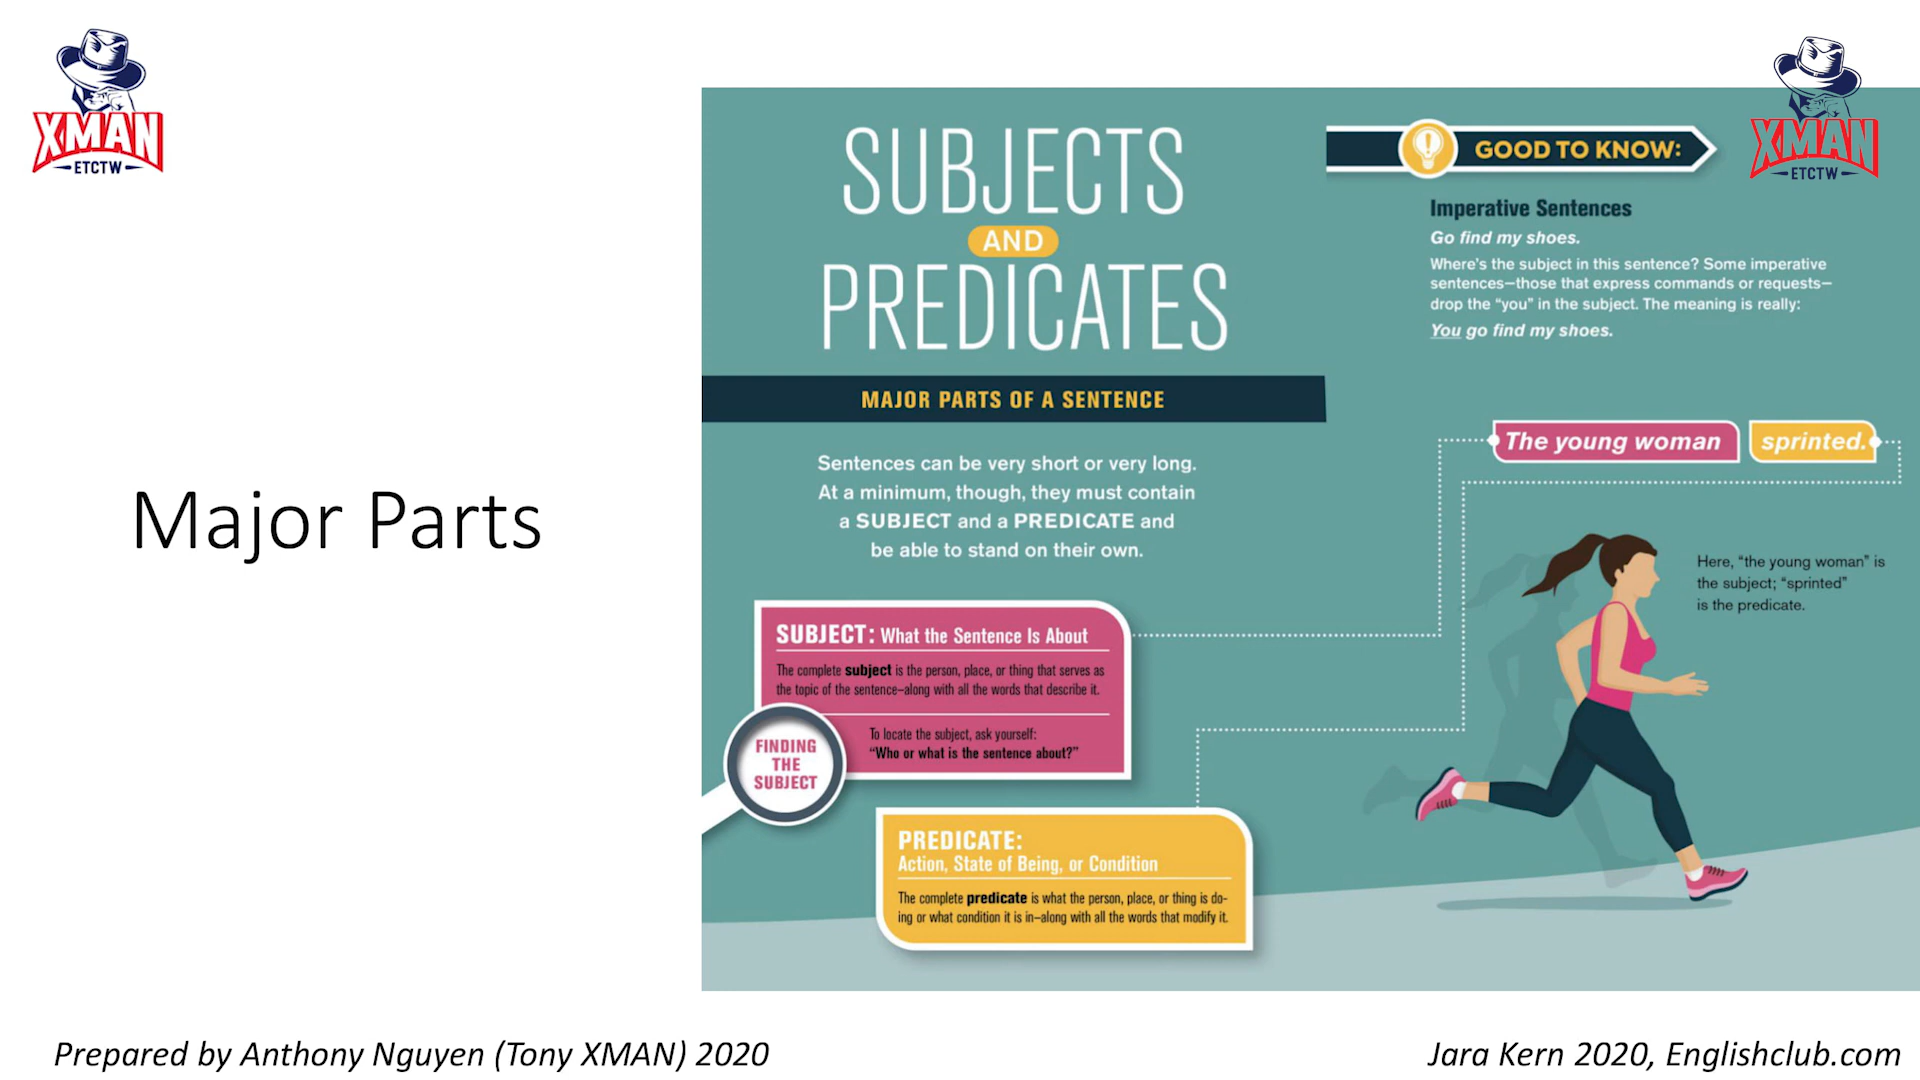 XMAN
ETCTW
Major Parts
SUBJECTS
AND
PREDICATES
MAJOR PARTS OF A SENTENCE
Sentences can be very short or very long.
At a minimum, though, they must contain
a SUBJECT and a PREDICATE and
be able to stand on their own.
SUBJECT: What the Sentence Is About
The complete subject is the person, place, or thing that serves as
the topic of the sentence—along with all the words that describe it.
FINDING
THE
SUBJECT
To locate the subject, ask yourself:
“Who or what is the sentence about?”
PREDICATE:
Action, State of Being, or Condition
The complete predicate is what the person, place, or thing is do-
ing or what condition it is in—along with all the words that modify it.
GOOD TO KNOW:
XMAN
ETCTW
Imperative Sentences
Go find my shoes.
Where’s the subject in this sentence? Some imperative
sentences—those that express commands or requests—
drop the “you” in the subject. The meaning is really:
You go find my shoes.
The young woman sprinted.
Here, “the young woman” is
the subject; “sprinted”
is the predicate.
Prepared by Anthony Nguyen (Tony XMAN) 2020
Jara Kern 2020, Englishclub.com